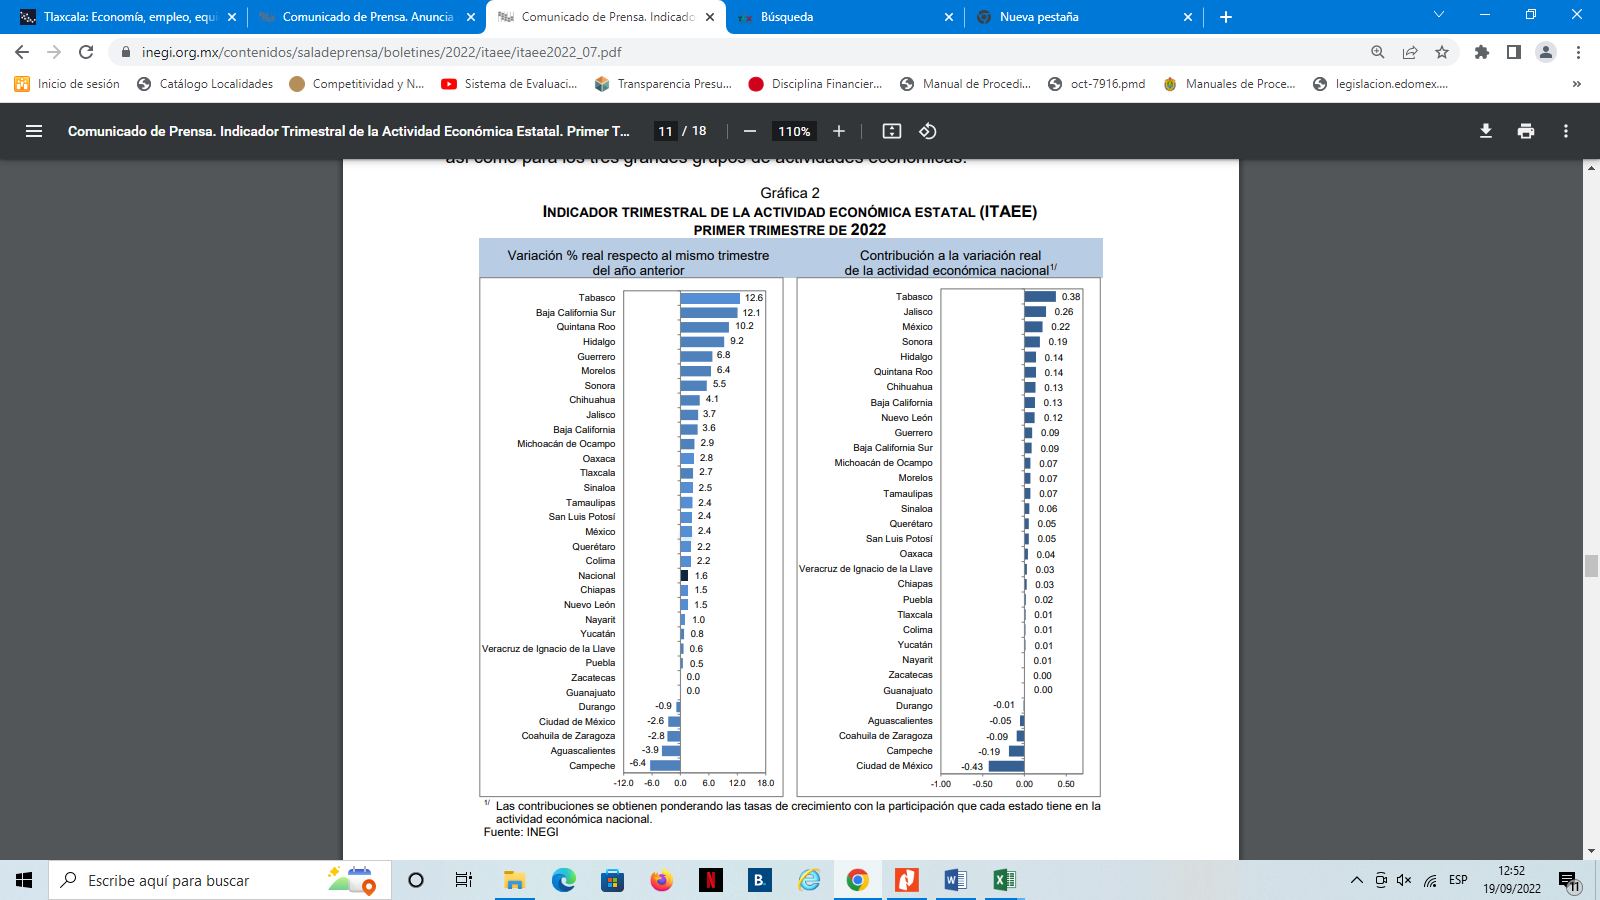 Tlaxcala: Economía, empleo, equi
Comunicado de Prensa. Anuncia
Comunicado de Prensa. Indicado
Búsqueda
Nueva pestaña
inegi.org.mx/contenidos/saladeprensa/boletines/2022/itaee/itaee2022_07.pdf
Inicio de sesión
Catálogo Localidades
Competitividad y N...
Sistema de Evaluaci...
Transparencia Presu...
Disciplina Financier...
Manual de Procedi...
oct-7916.pmd
Manuales de Proce...
legislacion.edomex....
»
Comunicado de Prensa. Indicador Trimestral de la Actividad Económica Estatal. Primer T...
11 / 18
110%
así como para los tres grandes grupos de actividades económicas.
Gráfica 2
INDICADOR TRIMESTRAL DE LA ACTIVIDAD ECONÓMICA ESTATAL (ITAEE)
PRIMER TRIMESTRE DE 2022
Variación % real respecto al mismo trimestre
del año anterior
Tabasco 12.6
Baja California Sur 12.1
Quintana Roo 10.2
Hidalgo 9.2
Guerrero 6.8
Morelos 6.4
Sonora 5.5
Chihuahua 4.1
Jalisco 3.7
Baja California 3.6
Michoacán de Ocampo 2.9
Oaxaca 2.8
Tlaxcala 2.7
Sinaloa 2.5
Tamaulipas 2.4
San Luis Potosí 2.4
México 2.4
Querétaro 2.2
Colima 2.2
Nacional 1.6
Chiapas 1.5
Nuevo León 1.5
Nayarit 1.0
Yucatán 0.8
Veracruz de Ignacio de la Llave 0.6
Puebla 0.5
Zacatecas 0.0
Guanajuato 0.0
Durango -0.9
Ciudad de México -2.6
Coahuila de Zaragoza -2.8
Aguascalientes -3.9
Campeche -6.4
-12.0 -6.0 0.0 6.0 12.0 18.0
Contribución a la variación real
de la actividad económica nacional1/
Tabasco 0.38
Jalisco 0.26
México 0.22
Sonora 0.19
Hidalgo 0.14
Quintana Roo 0.14
Chihuahua 0.13
Baja California 0.13
Nuevo León 0.12
Guerrero 0.09
Baja California Sur 0.09
Michoacán de Ocampo 0.07
Morelos 0.07
Tamaulipas 0.07
Sinaloa 0.06
Querétaro 0.05
San Luis Potosí 0.05
Oaxaca 0.04
Veracruz de Ignacio de la Llave 0.03
Chiapas 0.03
Puebla 0.02
Tlaxcala 0.01
Colima 0.01
Yucatán 0.01
Nayarit 0.01
Zacatecas 0.00
Guanajuato 0.00
Durango -0.01
Aguascalientes -0.05
Coahuila de Zaragoza -0.09
Campeche -0.19
Ciudad de México -0.43
-1.00 -0.50 0.00 0.50
1/ Las contribuciones se obtienen ponderando las tasas de crecimiento con la participación que cada estado tiene en la
actividad económica nacional.
Fuente: INEGI
Escribe aquí para buscar
ESP
12:52
19/09/2022
11